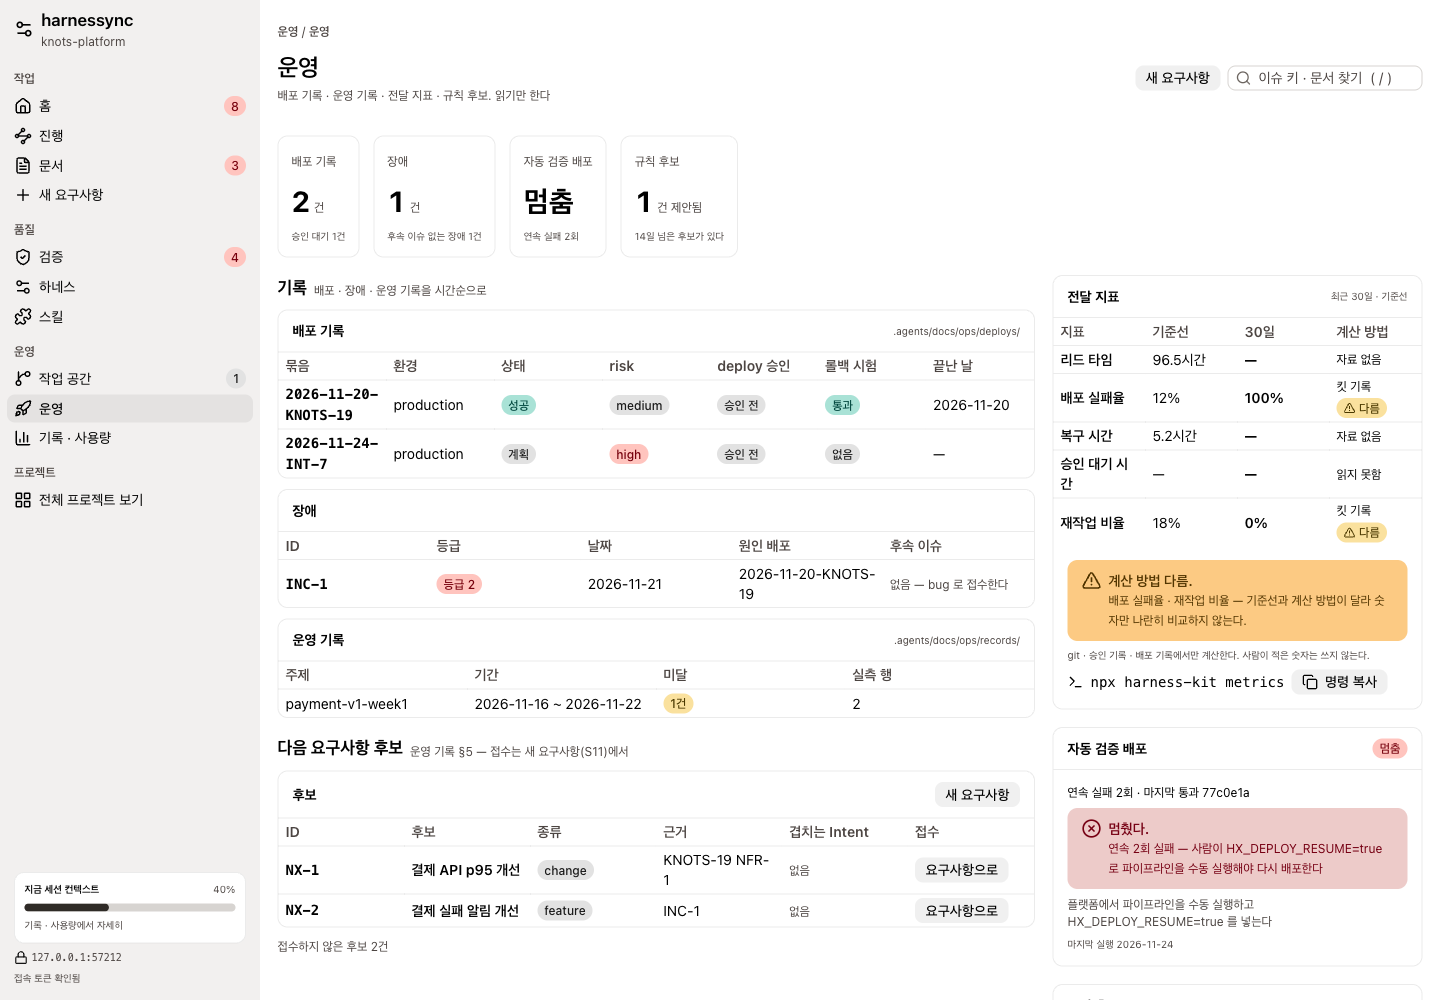 harnessync
knots-platform
작업
홈 8
진행
문서 3
새 요구사항
품질
검증 4
하네스
스킬
운영
작업 공간 1
운영
기록 · 사용량
프로젝트
전체 프로젝트 보기
지금 세션 컨텍스트 40%
기록 · 사용량에서 자세히
127.0.0.1:57212
접속 토큰 확인됨
운영 / 운영
운영
배포 기록 · 운영 기록 · 전달 지표 · 규칙 후보. 읽기만 한다
새 요구사항
이슈 키 · 문서 찾기 ( / )
배포 기록
2 건
승인 대기 1건
장애
1 건
후속 이슈 없는 장애 1건
자동 검증 배포
멈춤
연속 실패 2회
규칙 후보
1 건 제안됨
14일 넘은 후보가 있다
기록 배포 · 장애 · 운영 기록을 시간순으로
배포 기록 .agents/docs/ops/deploys/
묶음 환경 상태 risk deploy 승인 롤백 시험 끝난 날
2026-11-20-
KNOTS-19 production 성공 medium 승인 전 통과 2026-11-20
2026-11-24-
INT-7 production 계획 high 승인 전 없음 —
장애
ID 등급 날짜 원인 배포 후속 이슈
INC-1 등급 2 2026-11-21 2026-11-20-KNOTS-
19 없음 — bug 로 접수한다
운영 기록 .agents/docs/ops/records/
주제 기간 미달 실측 행
payment-v1-week1 2026-11-16 ~ 2026-11-22 1건 2
다음 요구사항 후보 운영 기록 §5 — 접수는 새 요구사항(S11)에서
후보 새 요구사항
ID 후보 종류 근거 겹치는 Intent 접수
NX-1 결제 API p95 개선 change KNOTS-19 NFR-
1 없음 요구사항으로
NX-2 결제 실패 알림 개선 feature INC-1 없음 요구사항으로
접수하지 않은 후보 2건
전달 지표 최근 30일 · 기준선
지표 기준선 30일 계산 방법
리드 타임 96.5시간 — 자료 없음
배포 실패율 12% 100% 킷 기록
다름
복구 시간 5.2시간 — 자료 없음
승인 대기 시
간 — — 읽지 못함
재작업 비율 18% 0% 킷 기록
다름
계산 방법 다름.
배포 실패율 · 재작업 비율 — 기준선과 계산 방법이 달라 숫
자만 나란히 비교하지 않는다.
git · 승인 기록 · 배포 기록에서만 계산한다. 사람이 적은 숫자는 쓰지 않는다.
npx harness-kit metrics 명령 복사
자동 검증 배포 멈춤
연속 실패 2회 · 마지막 통과 77c0e1a
멈췄다.
연속 2회 실패 — 사람이 HX_DEPLOY_RESUME=true
로 파이프라인을 수동 실행해야 다시 배포한다
플랫폼에서 파이프라인을 수동 실행하고
HX_DEPLOY_RESUME=true 를 넣는다
마지막 실행 2026-11-24